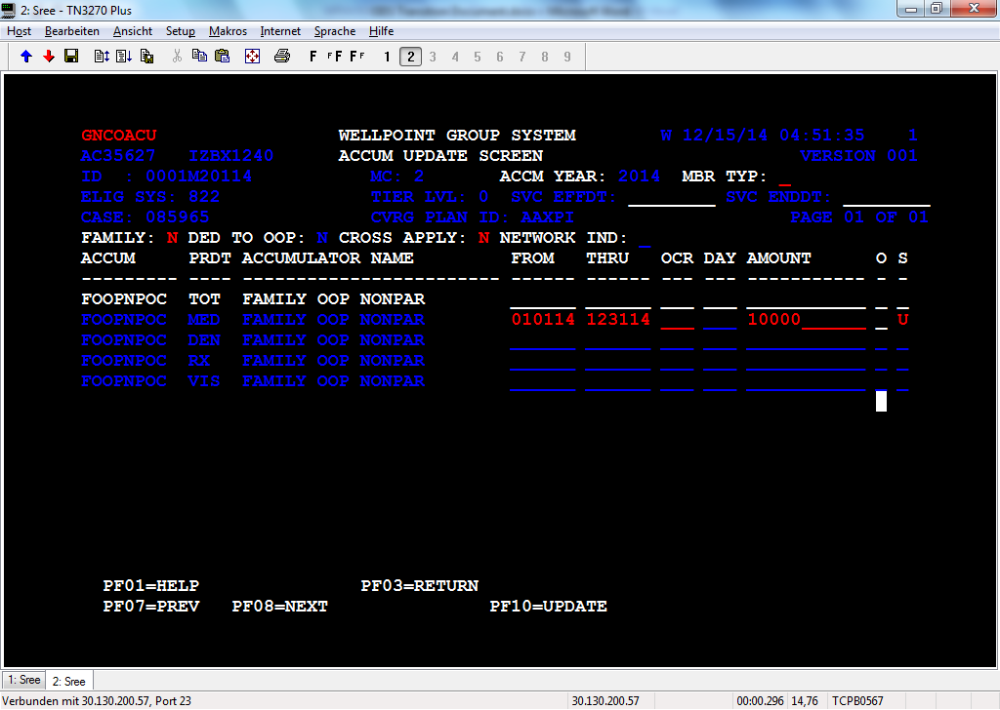 2: Sree - TN3270 Plus
Host Bearbeiten Ansicht Setup Makros Internet Sprache Hilfe
F FF FF 1 2 3 4 5 6 7 8 9
GNCOACU WELLPOINT GROUP SYSTEM W 12/15/14 04:51:35 1
AC35627 IZBX1240 ACCUM UPDATE SCREEN VERSION 001
ID : 0001M20114 MC: 2 ACCM YEAR: 2014 MBR TYP: _
ELIG SYS: 822 TIER LVL: 0 SVC EFFDT: ________ SVC ENDDT: ________
CASE: 085965 CVRG PLAN ID: AAXPI PAGE 01 OF 01
FAMILY: N DED TO OOP: N CROSS APPLY: N NETWORK IND: _
ACCUM PRDT ACCUMULATOR NAME FROM THRU OCR DAY AMOUNT O S
--------- ---- ------------------------ ------ ------ --- --- ----------- - -
FOOPNPOC TOT FAMILY OOP NONPAR ______ ______ ___ ___ ___________ _ _
FOOPNPOC MED FAMILY OOP NONPAR 010114 123114 ___ ___ 10000______ _ U
FOOPNPOC DEN FAMILY OOP NONPAR ______ ______ ___ ___ ___________ _ _
FOOPNPOC RX FAMILY OOP NONPAR ______ ______ ___ ___ ___________ _ _
FOOPNPOC VIS FAMILY OOP NONPAR ______ ______ ___ ___ ___________ _ _
PF01=HELP PF03=RETURN
PF07=PREV PF08=NEXT PF10=UPDATE
1: Sree 2: Sree
Verbunden mit 30.130.200.57, Port 23 30.130.200.57 00:00.296 14,76 TCPB0567